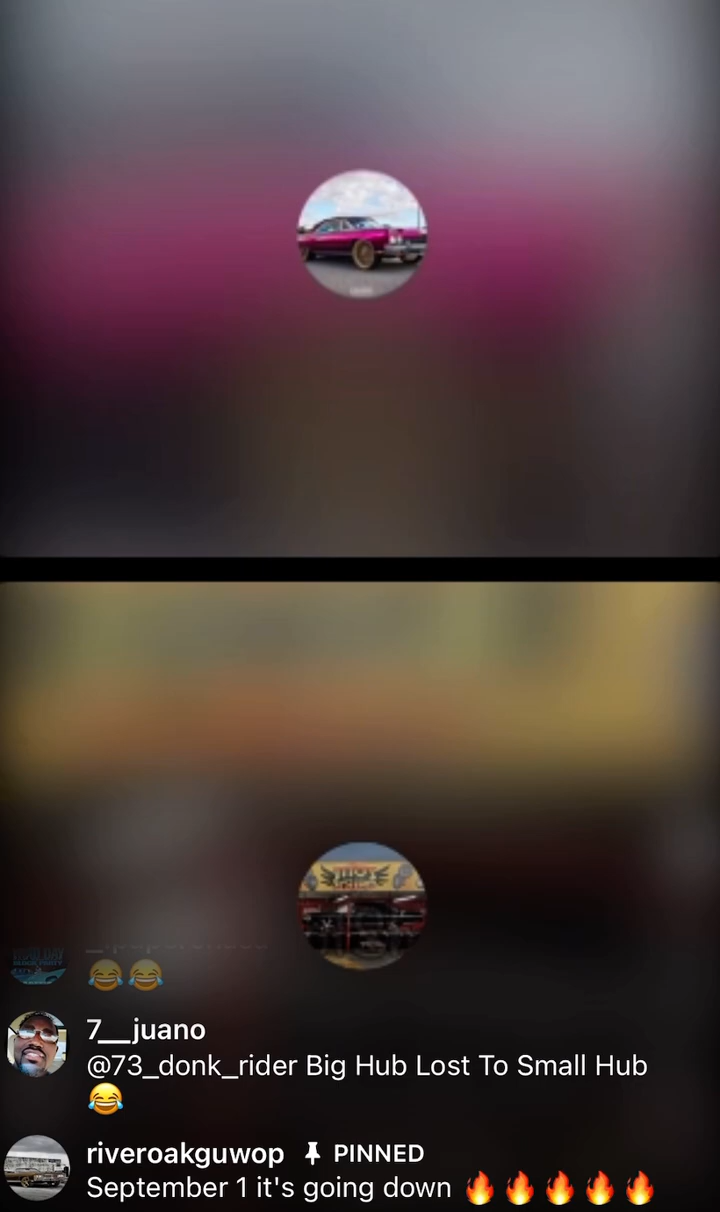 😂😂
7__juano
@73_donk_rider Big Hub Lost To Small Hub
😂
riveroakguwop 📌 PINNED
September 1 it's going down 🔥🔥🔥🔥🔥